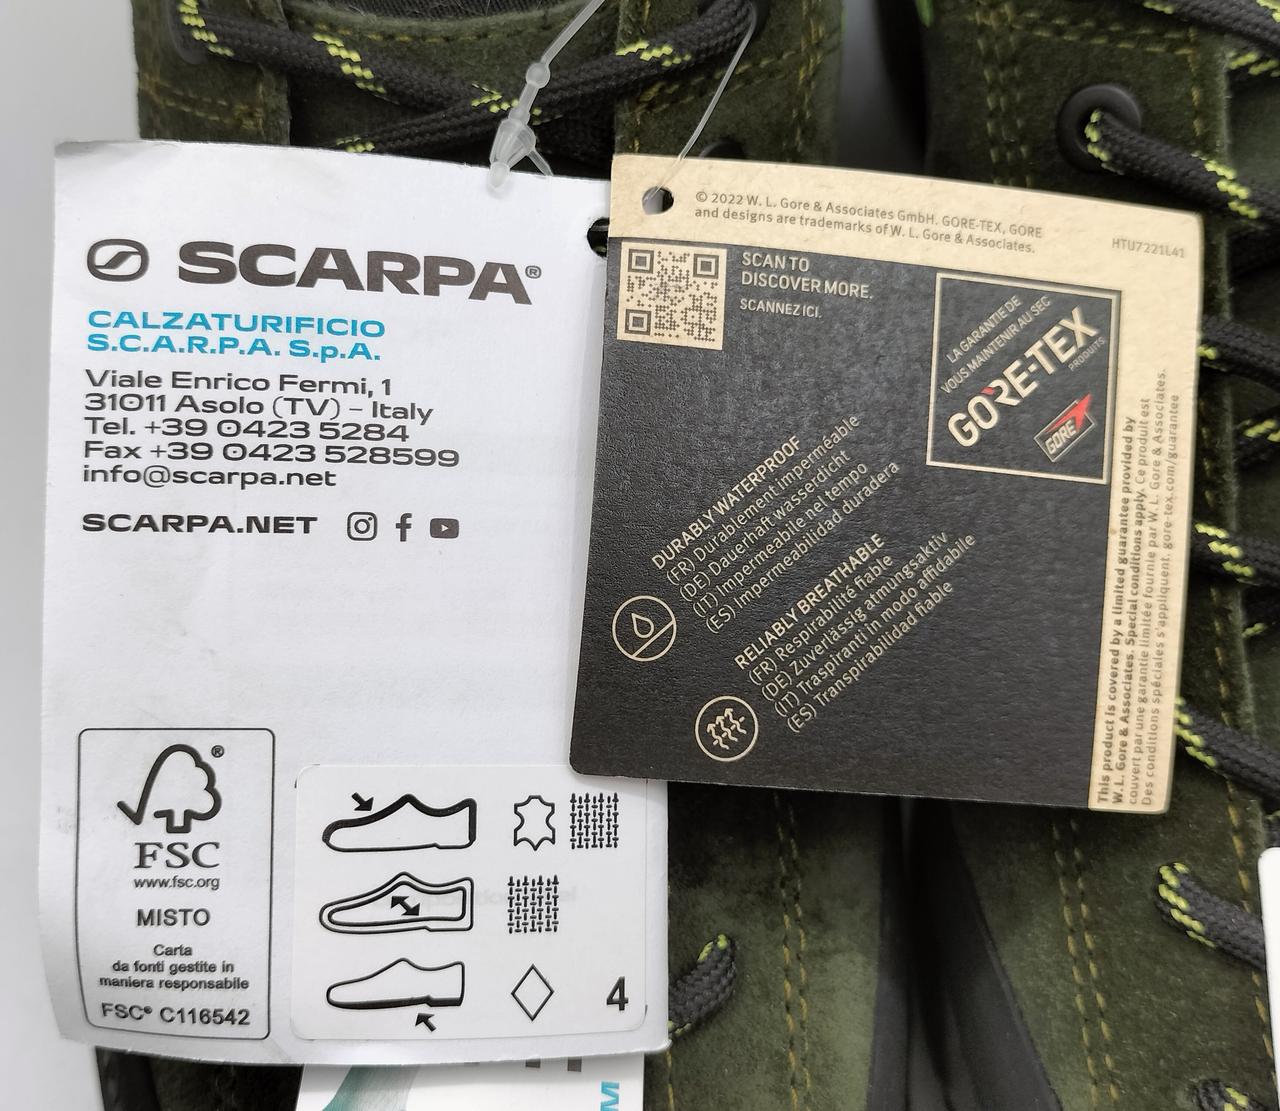 SCARPA®
CALZATURIFICIO
S.C.A.R.P.A. S.p.A.
Viale Enrico Fermi, 1
31011 Asolo (TV) – Italy
Tel. +39 0423 5284
Fax +39 0423 528599
info@scarpa.net
SCARPA.NET
FSC
www.fsc.org
MISTO
Carta
da fonti gestite in
maniera responsabile
FSC® C116542
4
© 2022 W. L. Gore & Associates GmbH. GORE-TEX, GORE
and designs are trademarks of W. L. Gore & Associates.
HTU7221L41
SCAN TO
DISCOVER MORE.
SCANNEZ ICI.
LA GARANTIE DE
VOUS MAINTENIR AU SEC
GORE-TEX
PRODUITS
GORE
DURABLY WATERPROOF
(FR) Durablement imperméable
(DE) Dauerhaft wasserdicht
(IT) Impermeabile nel tempo
(ES) Impermeabilidad duradera
RELIABLY BREATHABLE
(FR) Respirabilité fiable
(DE) Zuverlässig atmungsaktiv
(IT) Traspiranti in modo affidabile
(ES) Transpirabilidad fiable
This product is covered by a limited guarantee provided by
W. L. Gore & Associates. Special conditions apply. Ce produit est
couvert par une garantie limitée fournie par W. L. Gore & Associates.
Des conditions spéciales s'appliquent. gore-tex.com/guarantee
M